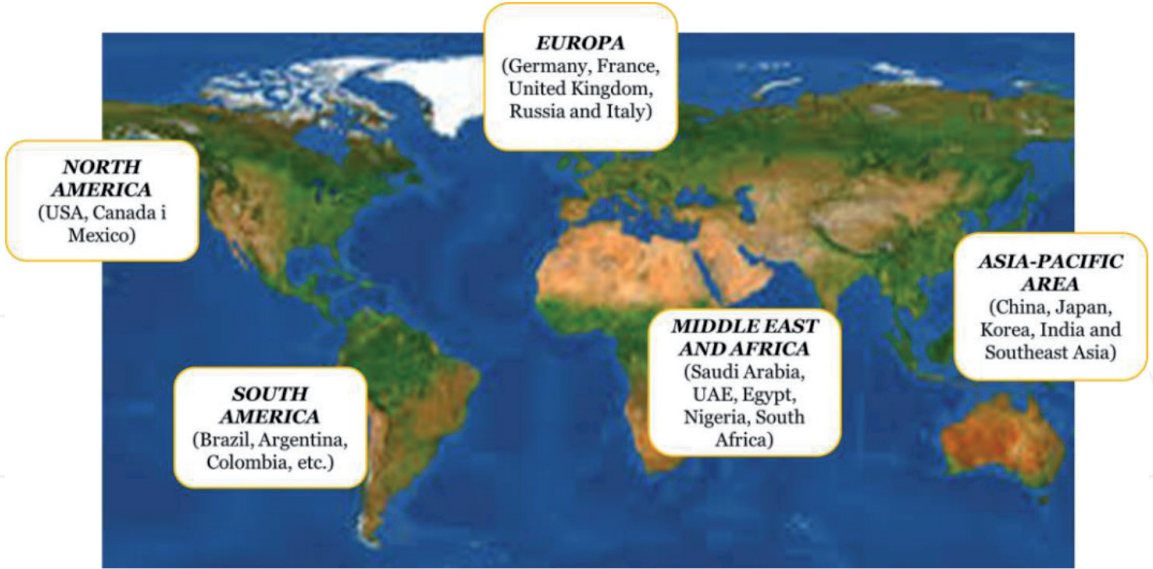 EUROPA
(Germany, France,
United Kingdom,
Russia and Italy)
NORTH
AMERICA
(USA, Canada i
Mexico)
ASIA-PACIFIC
AREA
(China, Japan,
Korea, India and
Southeast Asia)
MIDDLE EAST
AND AFRICA
(Saudi Arabia,
UAE, Egypt,
Nigeria, South
Africa)
SOUTH
AMERICA
(Brazil, Argentina,
Colombia, etc.)